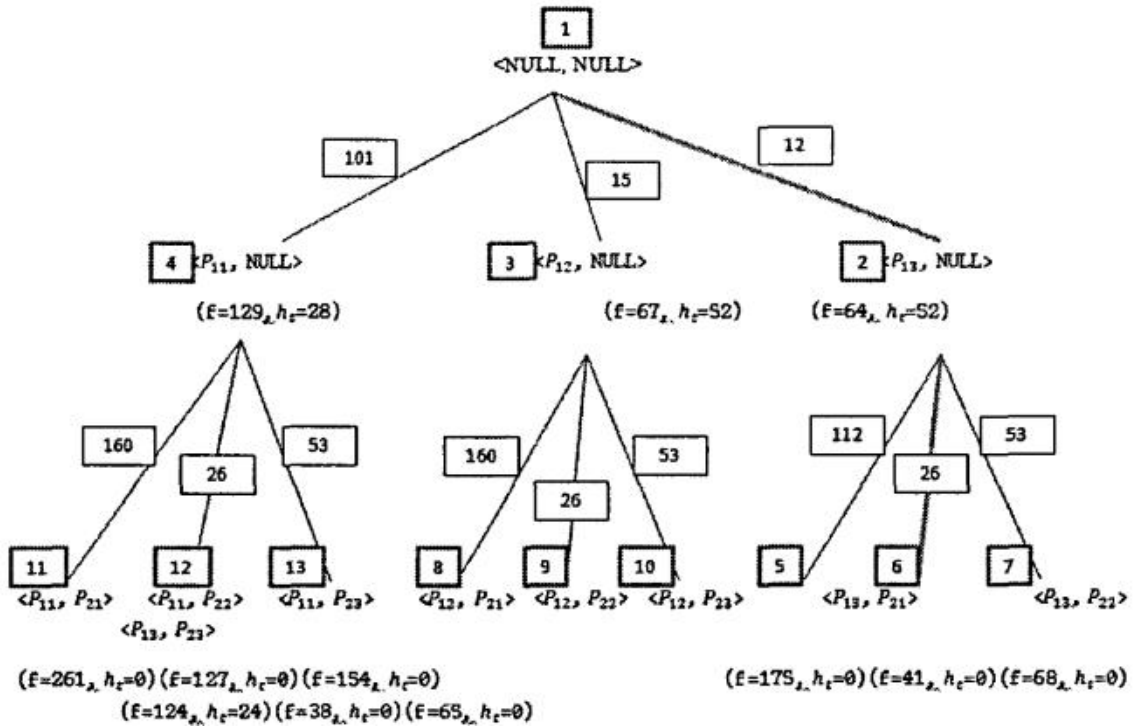 1
<NULL, NULL>
101
15
12
4 <P₁₁, NULL>
3 <P₁₂, NULL>
2 <P₁₃, NULL>
(f=129, hₜ=28)
(f=67, hₜ=52)
(f=64, hₜ=52)
160
26
53
160
26
53
112
26
53
11
12
13
8
9
10
5
6
7
<P₁₁, P₂₁>
<P₁₁, P₂₂>
<P₁₁, P₂₃>
<P₁₂, P₂₁>
<P₁₂, P₂₂>
<P₁₂, P₂₃>
<P₁₃, P₂₁>
<P₁₃, P₂₂>
<P₁₃, P₂₃>
(f=261, hₜ=0)(f=127, hₜ=0)(f=154, hₜ=0)
(f=175, hₜ=0)(f=41, hₜ=0)(f=68, hₜ=0)
(f=124, hₜ=24)(f=38, hₜ=0)(f=65, hₜ=0)